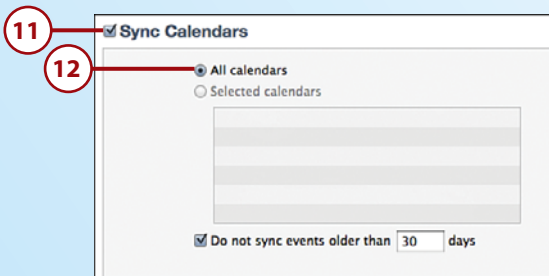 11
Sync Calendars
12
All calendars
Selected calendars
Do not sync events older than 30 days